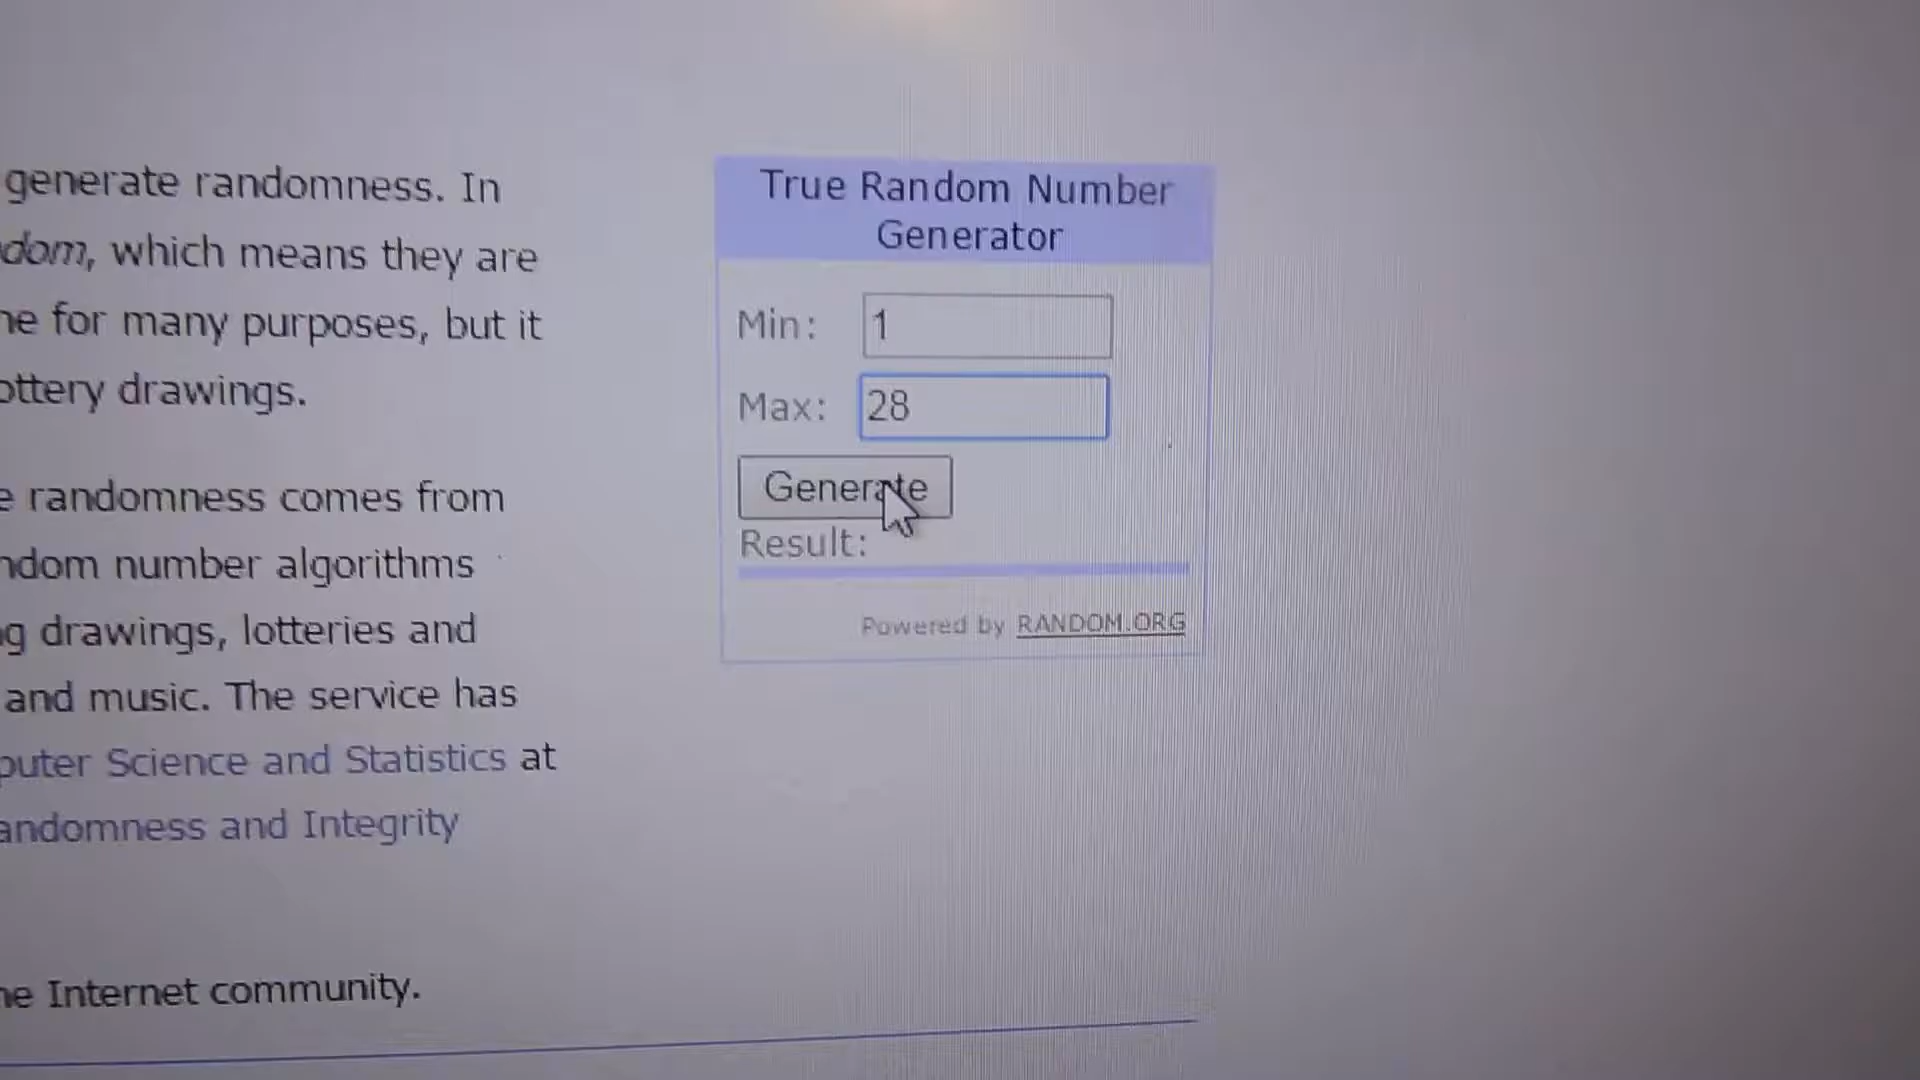 generate randomness. In
dom, which means they are
ne for many purposes, but it
ottery drawings.
e randomness comes from
ndom number algorithms
g drawings, lotteries and
and music. The service has
puter Science and Statistics at
andomness and Integrity
ne Internet community.
True Random Number
Generator
Min: 1
Max: 28
Generate
Result:
Powered by RANDOM.ORG